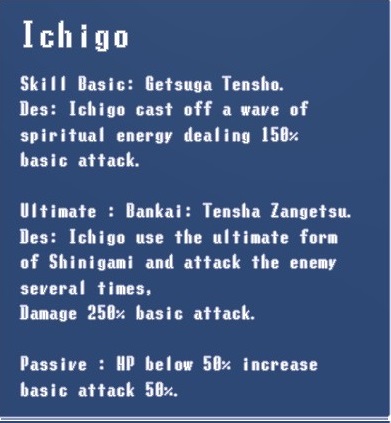 Ichigo
Skill Basic: Getsuga Tensho.
Des: Ichigo cast off a wave of
spiritual energy dealing 150%
basic attack.
Ultimate : Bankai: Tensha Zangetsu.
Des: Ichigo use the ultimate form
of Shinigami and attack the enemy
several times,
Damage 250% basic attack.
Passive : HP below 50% increase
basic attack 50%.